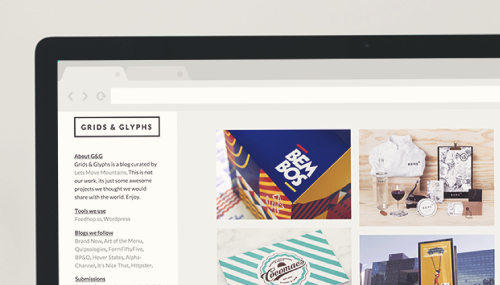 GRIDS & GLYPHS
About G&G
Grids & Glyphs is a blog curated by
Lets Move Mountains. This is not
our work, its just some awesome
projects we thought we would
share with the world. Enjoy.
Tools we use
Feedhop.io, Wordpress
Blogs we follow
Brand New, Art of the Menu,
Quipsologies, FormFiftyFive,
BP&O, Hover States, Alpha-
Channel, It's Nice That, Httpster.
Submissions
BEM
BOS
Cocomaes